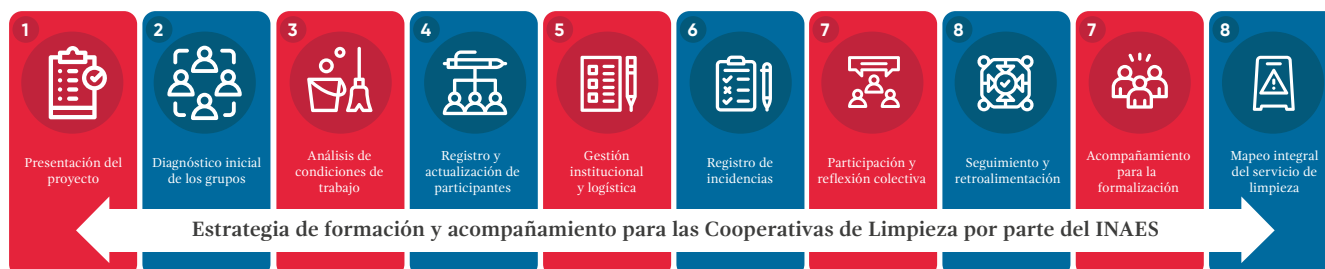 1
Presentación del
proyecto
2
Diagnóstico inicial
de los grupos
3
Análisis de
condiciones de
trabajo
4
Registro y
actualización de
participantes
5
Gestión
institucional
y logística
6
Registro de
incidencias
7
Participación y
reflexión colectiva
8
Seguimiento y
retroalimentación
7
Acompañamiento
para la
formalización
8
Mapeo integral
del servicio de
limpieza
Estrategia de formación y acompañamiento para las Cooperativas de Limpieza por parte del INAES